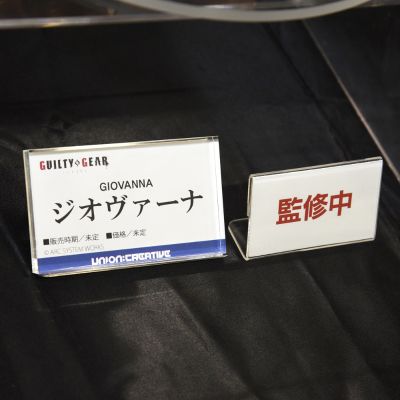 GUILTY GEAR
GIOVANNA
ジオヴァーナ
■販売時期／未定 ■価格／未定
© ARC SYSTEM WORKS
UNION:CREATIVE
監修中